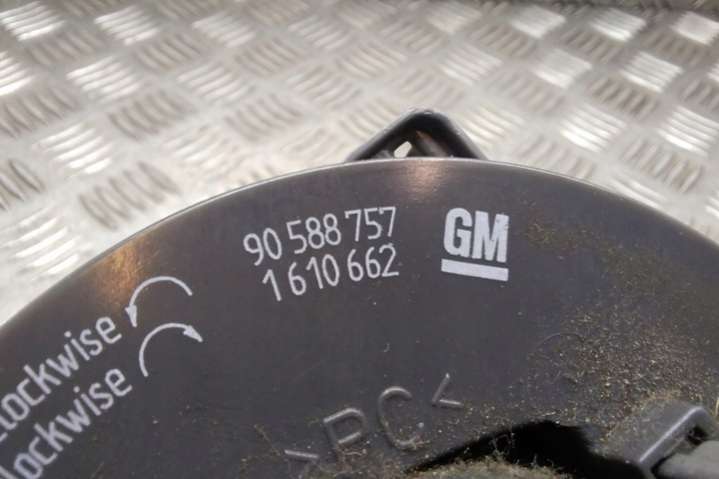 90 588 757
1 610 662
GM
lockwise
lockwise
>PC<